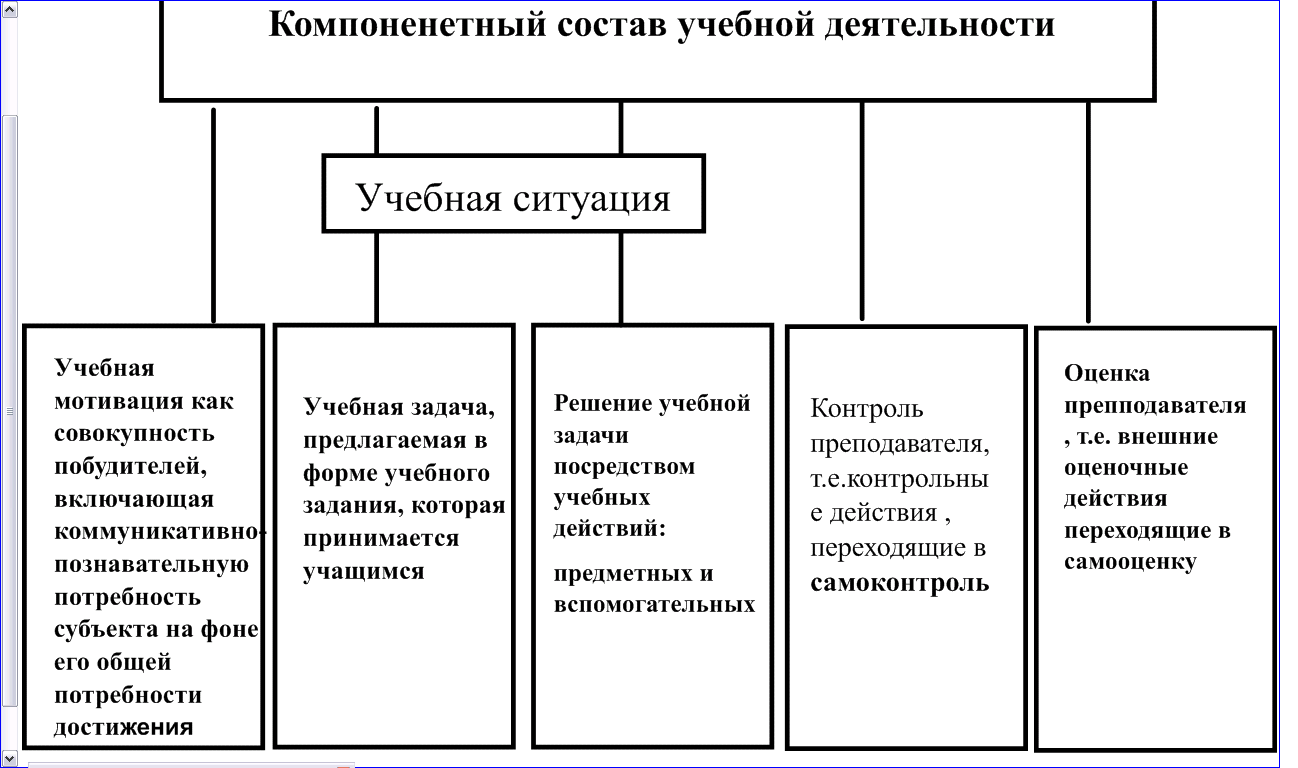 Компоненетный состав учебной деятельности
Учебная ситуация
Учебная
мотивация как
совокупность
побудителей,
включающая
коммуникативно-
познавательную
потребность
субъекта на фоне
его общей
потребности
достижения
Учебная задача,
предлагаемая в
форме учебного
задания, которая
принимается
учащимся
Решение учебной
задачи
посредством
учебных
действий:
предметных и
вспомогательных
Контроль
преподавателя,
т.е.контрольны
е действия ,
переходящие в
самоконтроль
Оценка
препподавателя
, т.е. внешние
оценочные
действия
переходящие в
самооценку